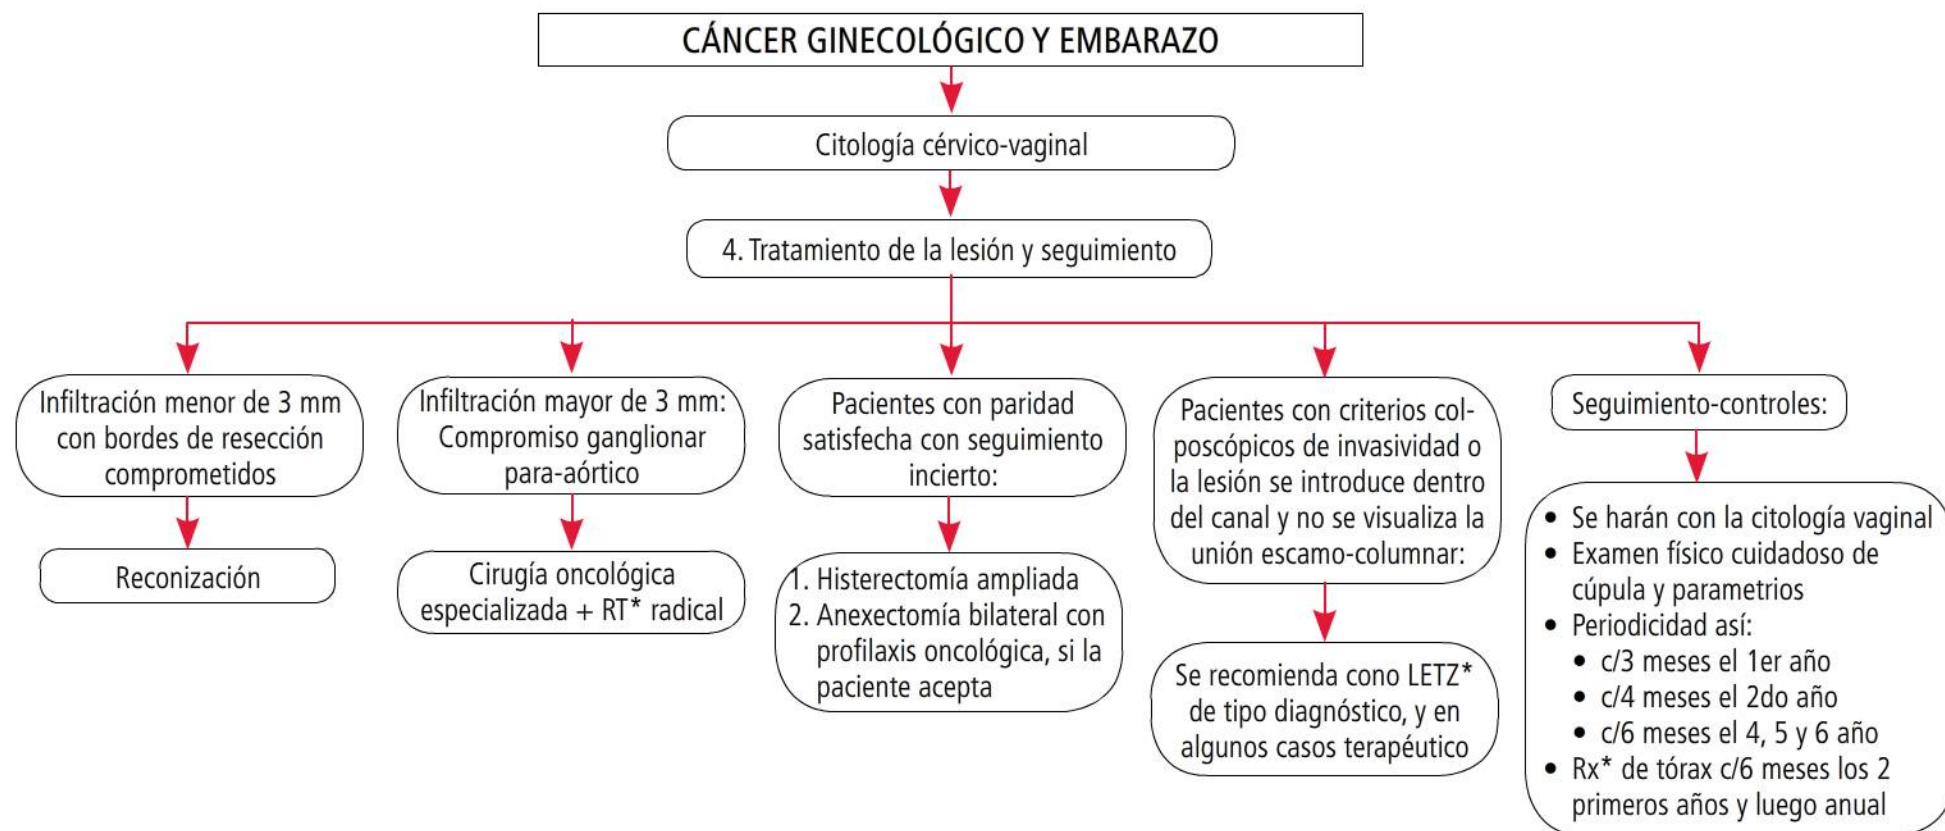 CÁNCER GINECOLÓGICO Y EMBARAZO
Citología cérvico-vaginal
4. Tratamiento de la lesión y seguimiento
Infiltración menor de 3 mm
con bordes de resección
comprometidos
Reconización
Infiltración mayor de 3 mm:
Compromiso ganglionar
para-aórtico
Cirugía oncológica
especializada + RT* radical
Pacientes con paridad
satisfecha con seguimiento
incierto:
1. Histerectomía ampliada
2. Anexectomía bilateral con
profilaxis oncológica, si la
paciente acepta
Pacientes con criterios col-
poscópicos de invasividad o
la lesión se introduce dentro
del canal y no se visualiza la
unión escamo-columnar:
Se recomienda cono LETZ*
de tipo diagnóstico, y en
algunos casos terapéutico
Seguimiento-controles:
• Se harán con la citología vaginal
• Examen físico cuidadoso de
cúpula y parametrios
• Periodicidad así:
• c/3 meses el 1er año
• c/4 meses el 2do año
• c/6 meses el 4, 5 y 6 año
• Rx* de tórax c/6 meses los 2
primeros años y luego anual